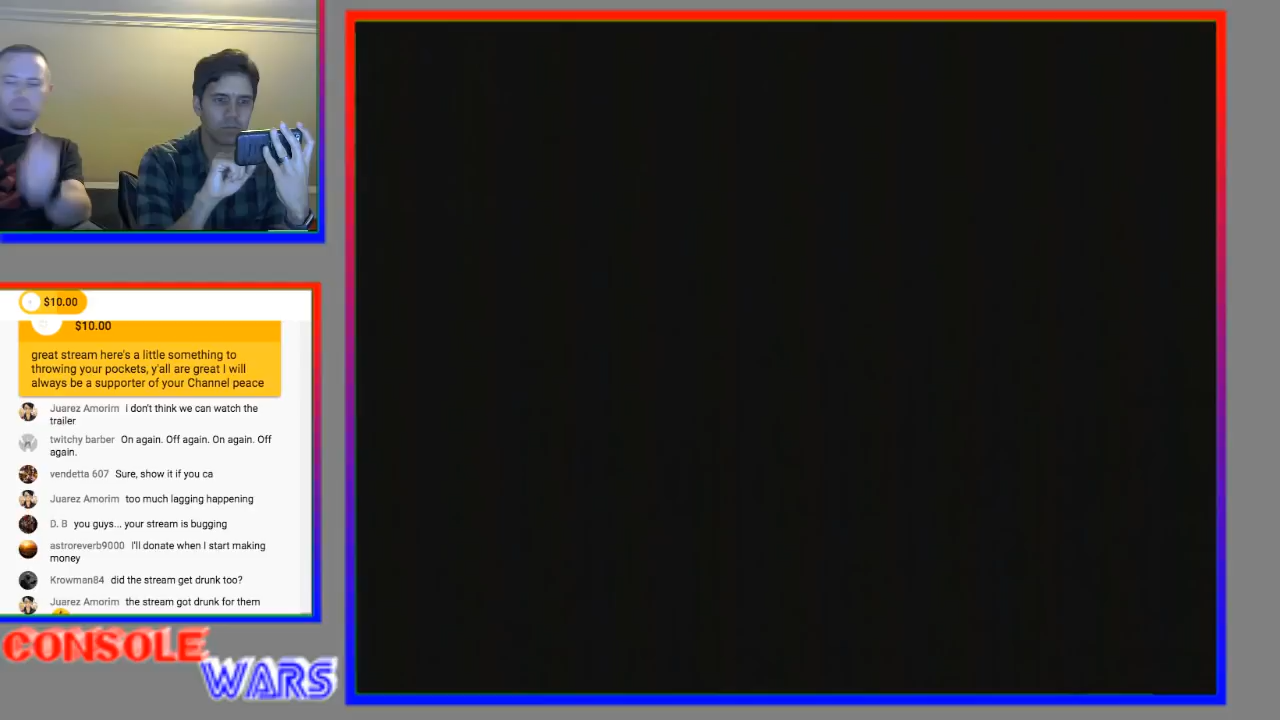 $10.00
$10.00
great stream here's a little something to
throwing your pockets, y'all are great I will
always be a supporter of your Channel peace
Juarez Amorim I don't think we can watch the
trailer
twitchy barber On again. Off again. On again. Off
again.
vendetta 607 Sure, show it if you ca
Juarez Amorim too much lagging happening
D. B you guys... your stream is bugging
astroreverb9000 I'll donate when I start making
money
Krowman84 did the stream get drunk too?
Juarez Amorim the stream got drunk for them
CONSOLE
WARS